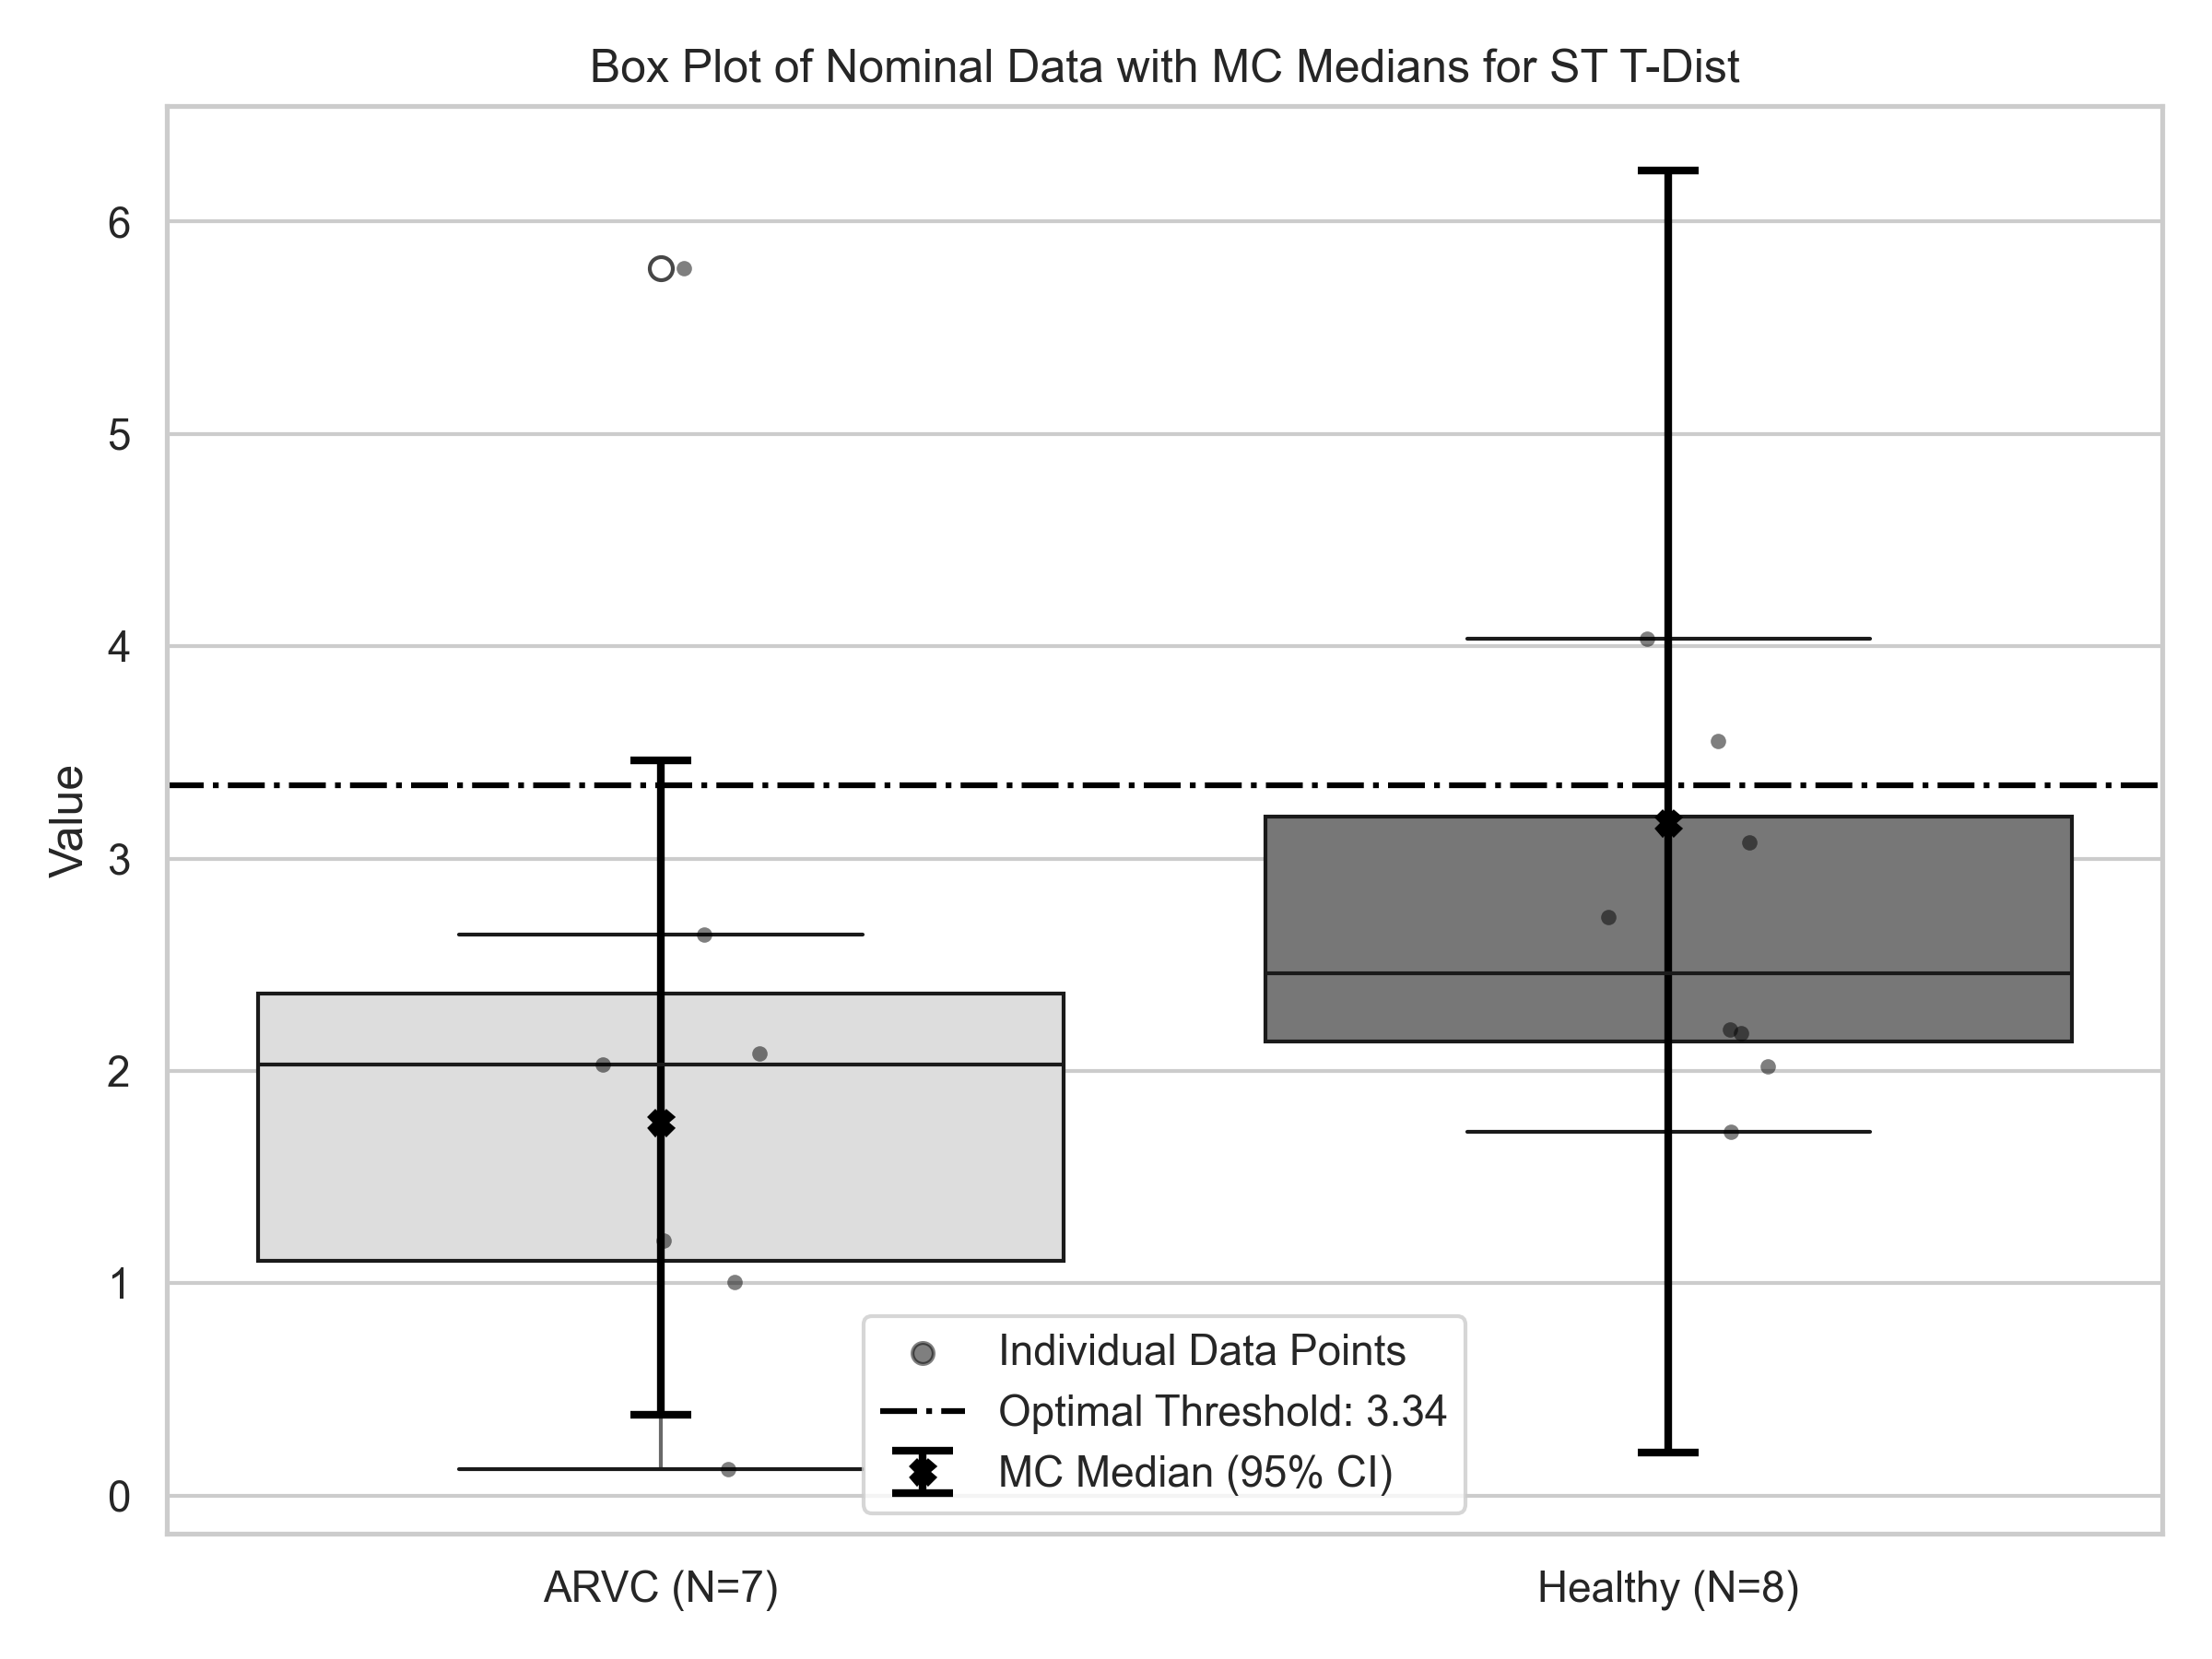 Box Plot of Nominal Data with MC Medians for ST T-Dist
Value
6
5
4
3
2
1
0
Individual Data Points
Optimal Threshold: 3.34
MC Median (95% CI)
ARVC (N=7)
Healthy (N=8)